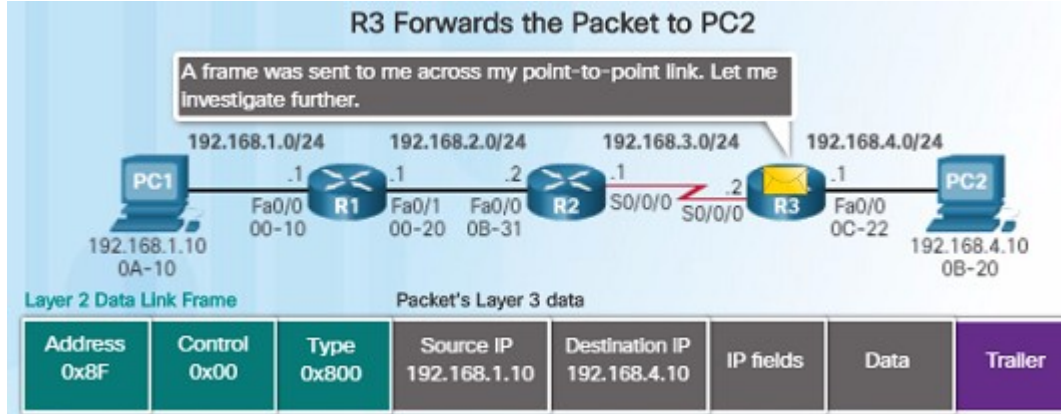 R3 Forwards the Packet to PC2
A frame was sent to me across my point-to-point link. Let me
investigate further.
192.168.1.0/24 192.168.2.0/24 192.168.3.0/24 192.168.4.0/24
PC1 .1 R1 .1 .2 R2 .1 .2 R3 .1 PC2
Fa0/0 Fa0/1 Fa0/0 S0/0/0 S0/0/0 Fa0/0
00-10 00-20 0B-31 0C-22
192.168.1.10 192.168.4.10
0A-10 0B-20
Layer 2 Data Link Frame Packet's Layer 3 data
Address Control Type Source IP Destination IP IP fields Data Trailer
0x8F 0x00 0x800 192.168.1.10 192.168.4.10